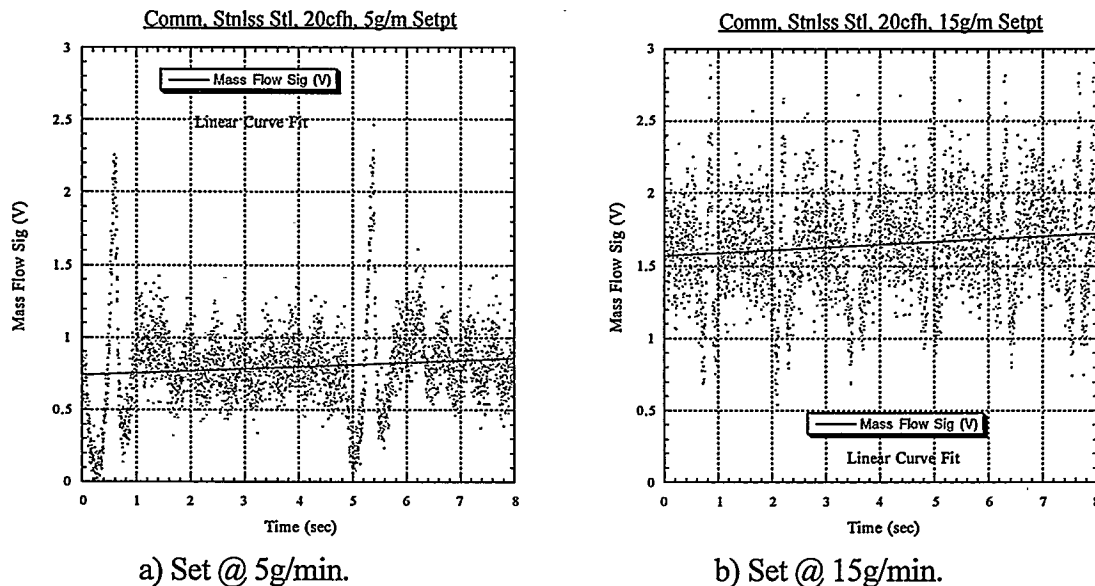 Comm, Stnlss Stl, 20cfh, 5g/m Setpt
3
2.5
2
1.5
1
0.5
0
Mass Flow Sig (V)
Mass Flow Sig (V)
Linear Curve Fit
0 1 2 3 4 5 6 7 8
Time (sec)
a) Set @ 5g/min.
Comm, Stnlss Stl, 20cfh, 15g/m Setpt
3
2.5
2
1.5
1
0.5
0
Mass Flow Sig (V)
Mass Flow Sig (V)
Linear Curve Fit
0 1 2 3 4 5 6 7 8
Time (sec)
b) Set @ 15g/min.